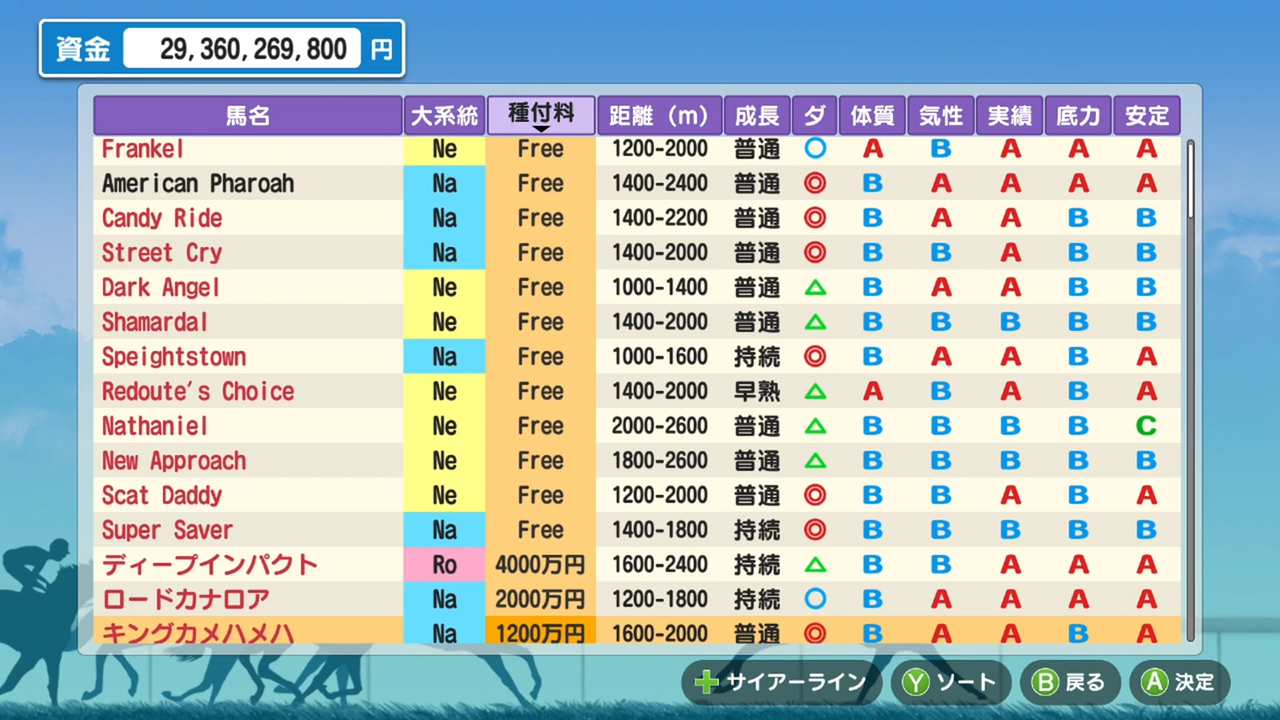 資金 29,360,269,800 円
馬名 大系統 種付料 距離（m） 成長 ダ 体質 気性 実績 底力 安定
Frankel Ne Free 1200-2000 普通 ○ A B A A A
American Pharoah Na Free 1400-2400 普通 ◎ B A A A A
Candy Ride Na Free 1400-2200 普通 ◎ B A A B B
Street Cry Na Free 1400-2000 普通 ◎ B B A B B
Dark Angel Ne Free 1000-1400 普通 △ B A A B B
Shamardal Ne Free 1400-2000 普通 △ B B B B B
Speightstown Na Free 1000-1600 持続 ◎ B A A B A
Redoute's Choice Ne Free 1400-2000 早熟 △ A B A B A
Nathaniel Ne Free 2000-2600 普通 △ B B B B C
New Approach Ne Free 1800-2600 普通 △ B B B B B
Scat Daddy Ne Free 1200-2000 普通 ◎ B B A B A
Super Saver Na Free 1400-1800 持続 ◎ B B B B B
ディープインパクト Ro 4000万円 1600-2400 持続 △ B B A A A
ロードカナロア Na 2000万円 1200-1800 持続 ○ B A A A A
キングカメハメハ Na 1200万円 1600-2000 普通 ◎ B A A B A
+ サイアーライン Y ソート B 戻る A 決定